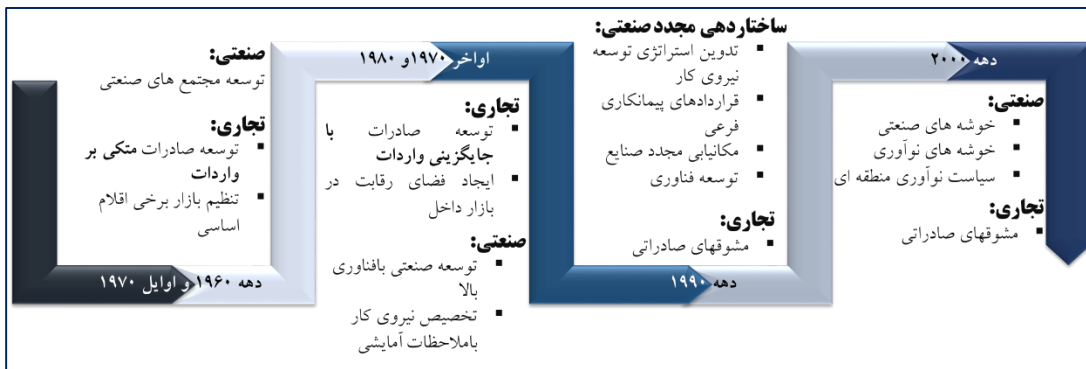 صنعتی:
توسعه مجتمع های صنعتی
تجاری:
▪ توسعه صادرات متکی بر
واردات
▪ تنظیم بازار برخی اقلام
اساسی
دهه ۱۹۶۰ و اوایل ۱۹۷۰
اواخر ۱۹۷۰و ۱۹۸۰
تجاری:
▪ توسعه صادرات با
جایگزینی واردات
▪ ایجاد فضای رقابت در
بازار داخل
صنعتی:
▪ توسعه صنعتی بافناوری
بالا
▪ تخصیص نیروی کار
باملاحظات آمایشی
ساختاردهی مجدد صنعتی:
▪ تدوین استراتژی توسعه
نیروی کار
▪ قراردادهای پیمانکاری
فرعی
▪ مکانیابی مجدد صنایع
▪ توسعه فناوری
تجاری:
▪ مشوقهای صادراتی
دهه ۱۹۹۰
دهه ۲۰۰۰
صنعتی:
▪ خوشه های صنعتی
▪ خوشه های نوآوری
▪ سیاست نوآوری منطقه ای
تجاری:
▪ مشوقهای صادراتی